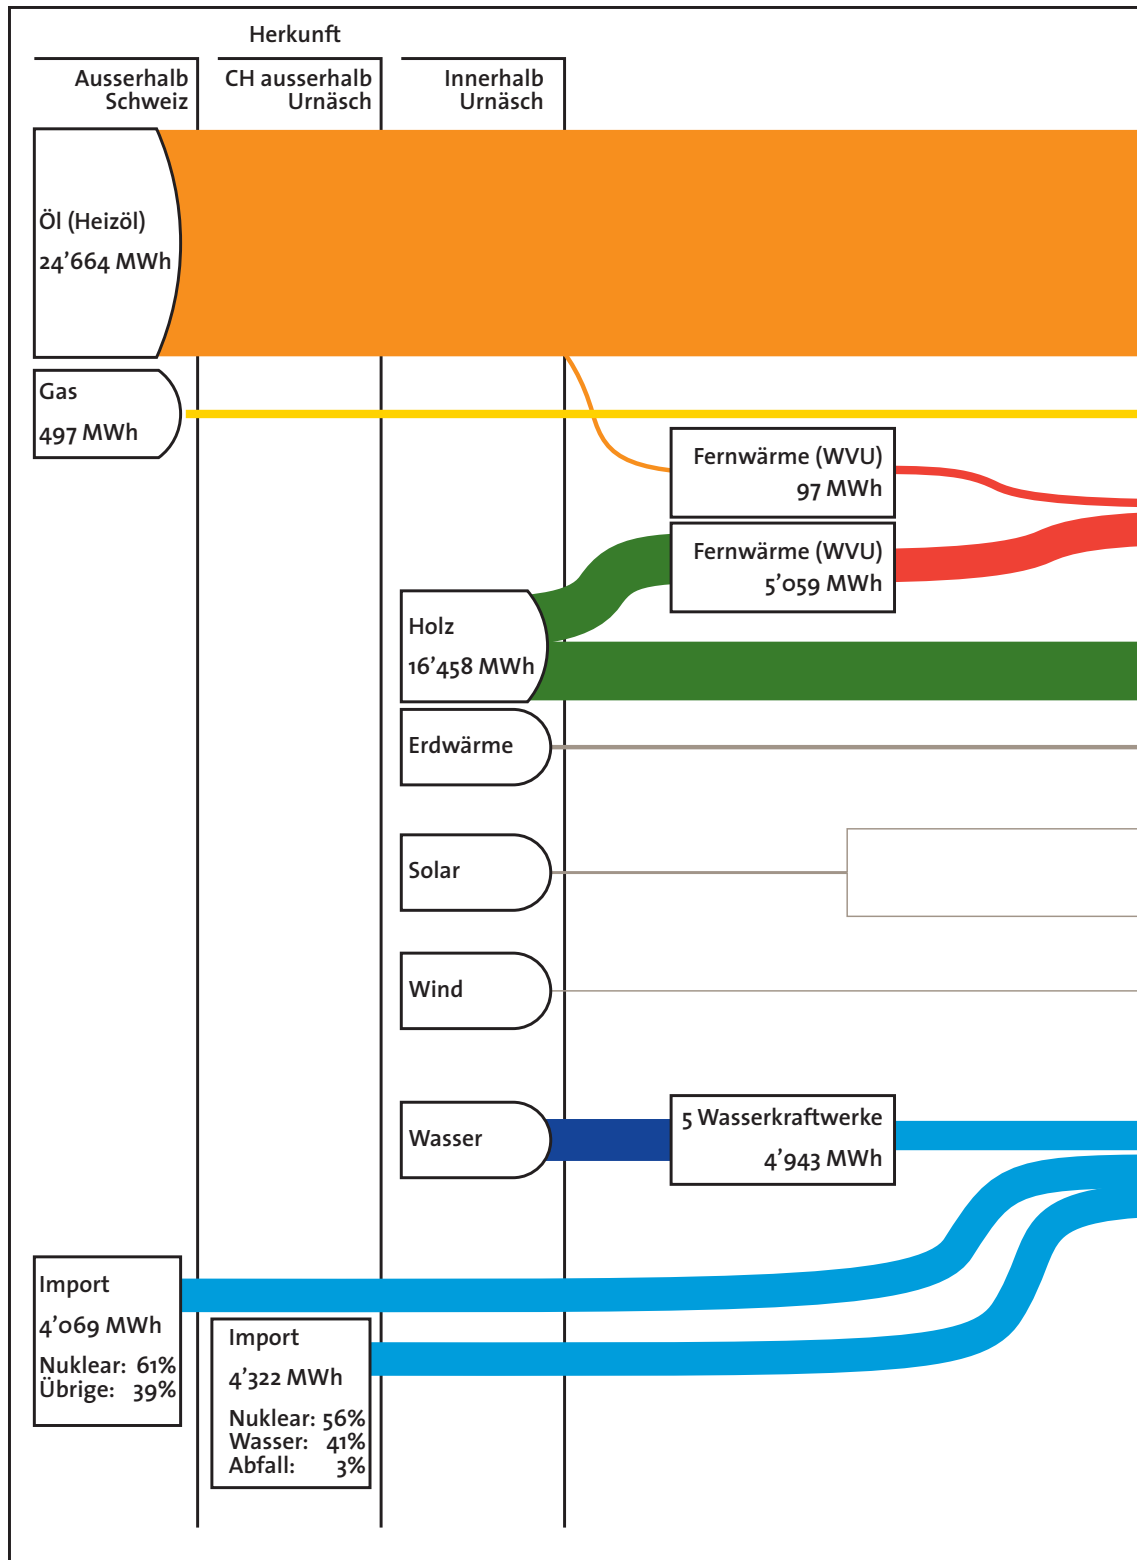 Herkunft
Ausserhalb
Schweiz
CH ausserhalb
Urnäsch
Innerhalb
Urnäsch
Öl (Heizöl)
24’664 MWh
Gas
497 MWh
Fernwärme (WVU)
97 MWh
Fernwärme (WVU)
5’059 MWh
Holz
16’458 MWh
Erdwärme
Solar
Wind
Wasser
5 Wasserkraftwerke
4’943 MWh
Import
4’069 MWh
Nuklear: 61%
Übrige: 39%
Import
4’322 MWh
Nuklear: 56%
Wasser: 41%
Abfall: 3%